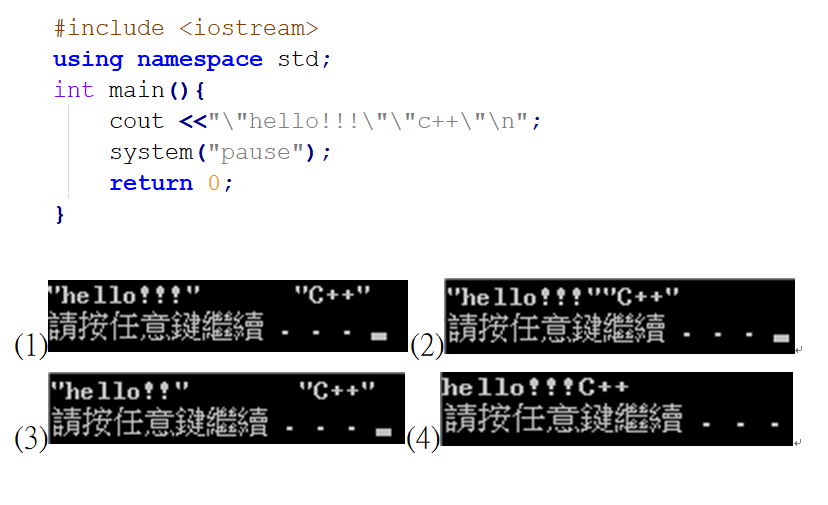 #include <iostream>
using namespace std;
int main(){
cout <<"\"hello!!!\"\"c++\"\n";
system("pause");
return 0;
}
(1) "hello!!!" "C++"
請按任意鍵繼續 . . . _
(2) "hello!!!""C++"
請按任意鍵繼續 . . . _
(3) "hello!!" "C++"
請按任意鍵繼續 . . . _
(4) hello!!!C++
請按任意鍵繼續 . . .